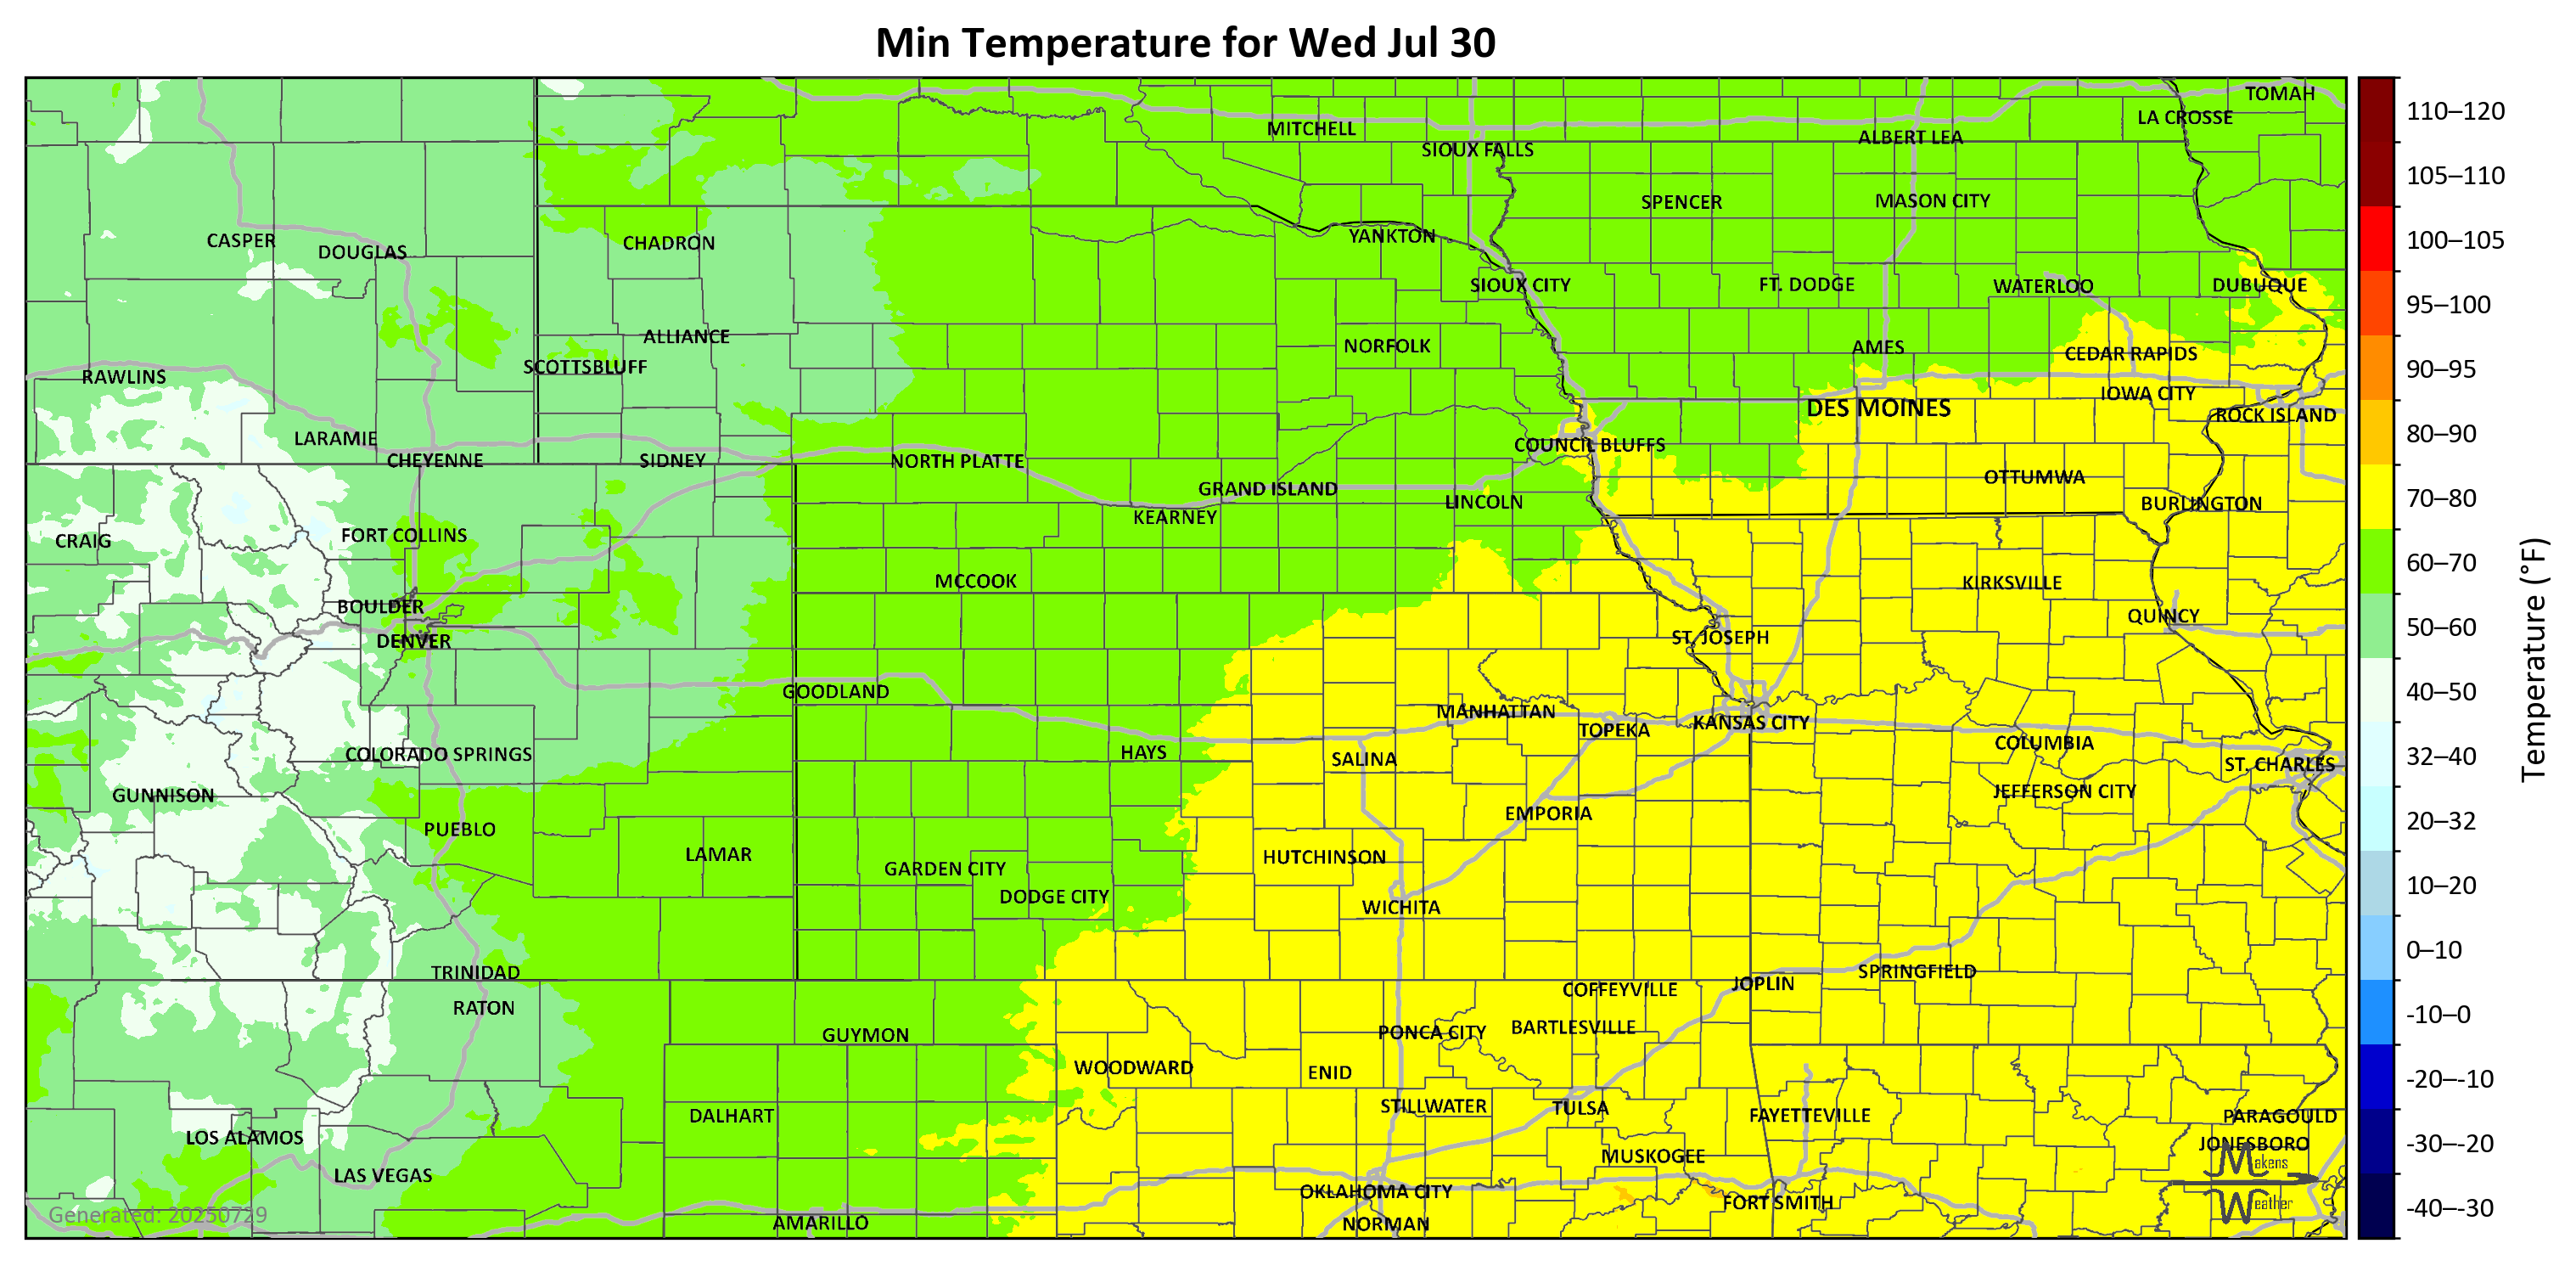 Min Temperature for Wed Jul 30
TOMAH
LA CROSSE
MITCHELL
ALBERT LEA
SIOUX FALLS
SPENCER
MASON CITY
YANKTON
CASPER
CHADRON
DOUGLAS
SIOUX CITY
FT. DODGE
WATERLOO
DUBUQUE
ALLIANCE
NORFOLK
AMES
CEDAR RAPIDS
SCOTTSBLUFF
RAWLINS
IOWA CITY
DES MOINES
ROCK ISLAND
LARAMIE
COUNCIL BLUFFS
CHEYENNE
SIDNEY
NORTH PLATTE
OTTUMWA
GRAND ISLAND
LINCOLN
BURLINGTON
KEARNEY
FORT COLLINS
CRAIG
MCCOOK
KIRKSVILLE
BOULDER
QUINCY
DENVER
ST. JOSEPH
GOODLAND
MANHATTAN
KANSAS CITY
TOPEKA
COLUMBIA
HAYS
COLORADO SPRINGS
SALINA
ST. CHARLES
JEFFERSON CITY
GUNNISON
EMPORIA
PUEBLO
LAMAR
HUTCHINSON
GARDEN CITY
DODGE CITY
WICHITA
TRINIDAD
SPRINGFIELD
JOPLIN
COFFEYVILLE
RATON
BARTLESVILLE
PONCA CITY
GUYMON
WOODWARD
ENID
STILLWATER
TULSA
DALHART
FAYETTEVILLE
PARAGOULD
LOS ALAMOS
JONESBORO
MUSKOGEE
LAS VEGAS
OKLAHOMA CITY
FORT SMITH
AMARILLO
NORMAN
Generated: 20250729
Makens
Weather
110–120
105–110
100–105
95–100
90–95
80–90
70–80
60–70
50–60
40–50
32–40
20–32
10–20
0–10
-10–0
-20–-10
-30–-20
-40–-30
Temperature (°F)